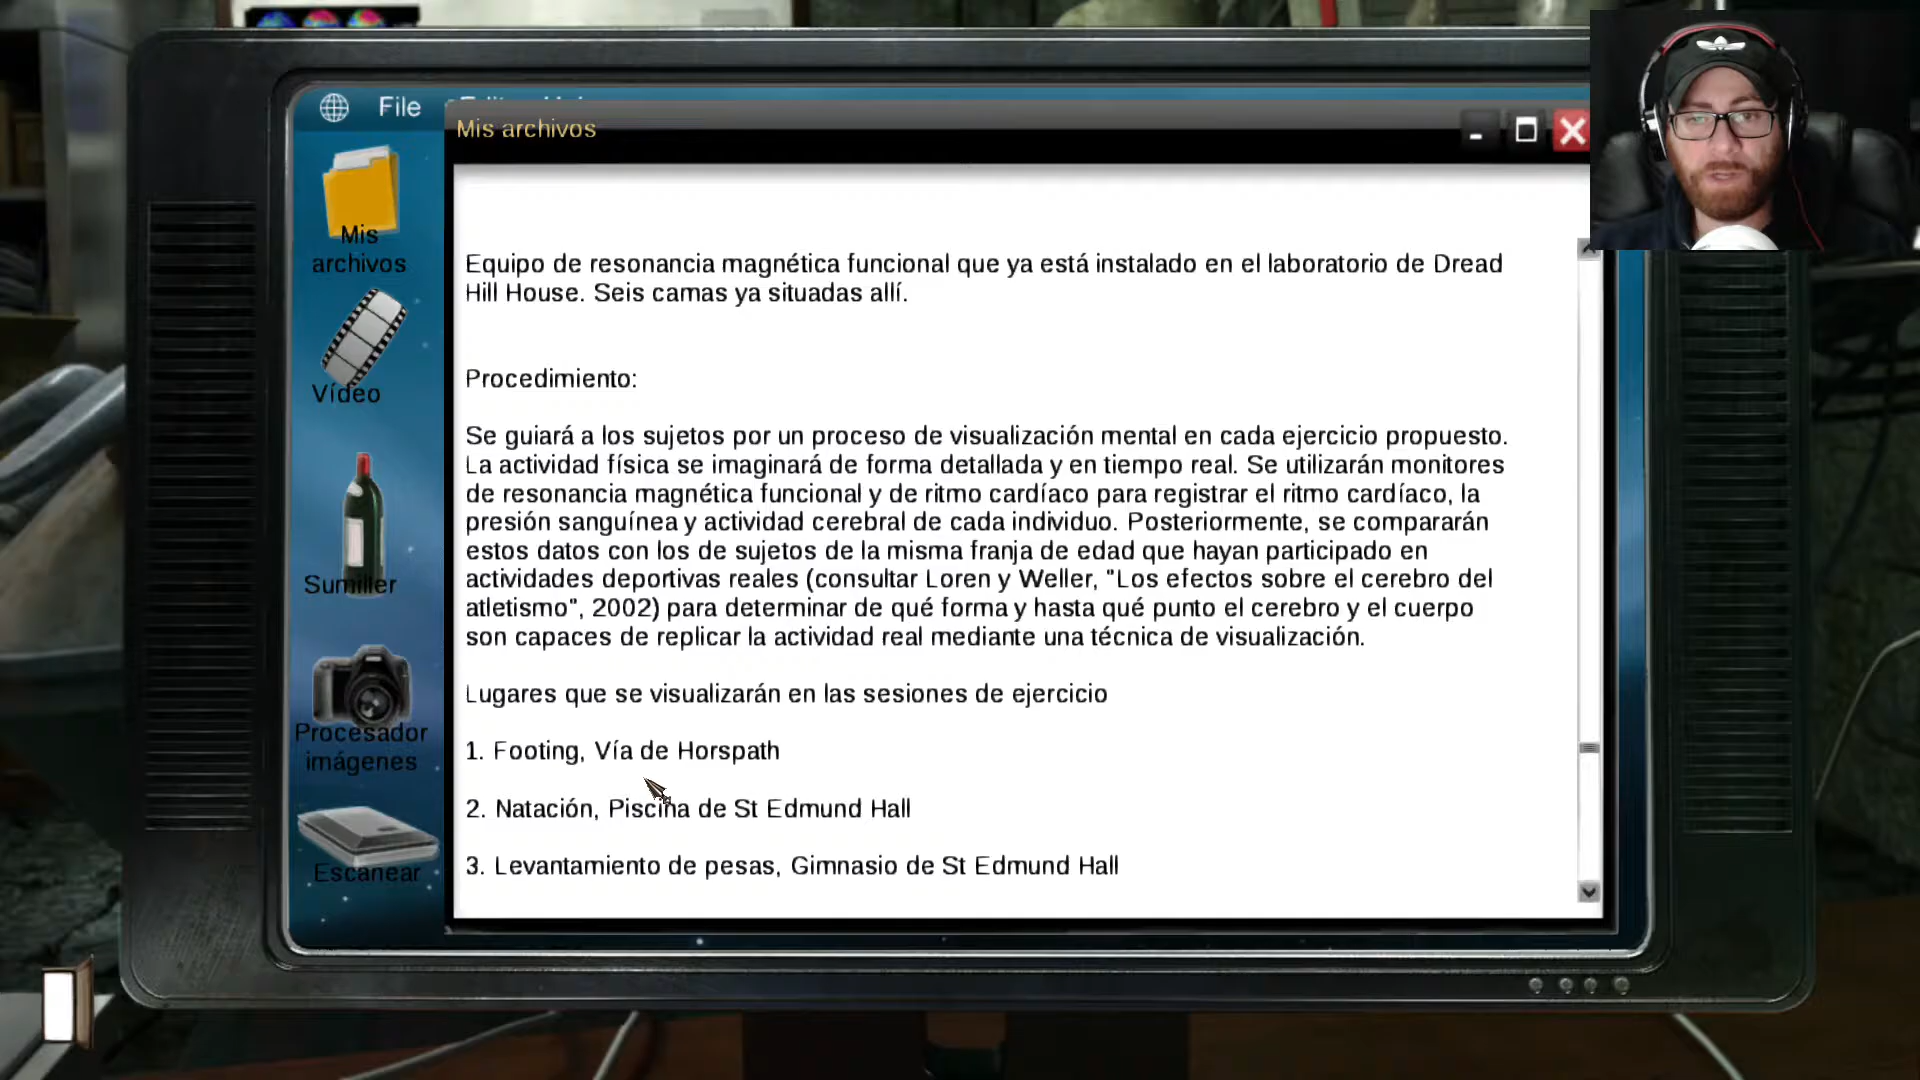 File
Mis archivos
Mis
archivos
Vídeo
Sumiller
Procesador
imágenes
Escanear
Equipo de resonancia magnética funcional que ya está instalado en el laboratorio de Dread
Hill House. Seis camas ya situadas allí.
Procedimiento:
Se guiará a los sujetos por un proceso de visualización mental en cada ejercicio propuesto.
La actividad física se imaginará de forma detallada y en tiempo real. Se utilizarán monitores
de resonancia magnética funcional y de ritmo cardíaco para registrar el ritmo cardíaco, la
presión sanguínea y actividad cerebral de cada individuo. Posteriormente, se compararán
estos datos con los de sujetos de la misma franja de edad que hayan participado en
actividades deportivas reales (consultar Loren y Weller, "Los efectos sobre el cerebro del
atletismo", 2002) para determinar de qué forma y hasta qué punto el cerebro y el cuerpo
son capaces de replicar la actividad real mediante una técnica de visualización.
Lugares que se visualizarán en las sesiones de ejercicio
1. Footing, Vía de Horspath
2. Natación, Piscina de St Edmund Hall
3. Levantamiento de pesas, Gimnasio de St Edmund Hall